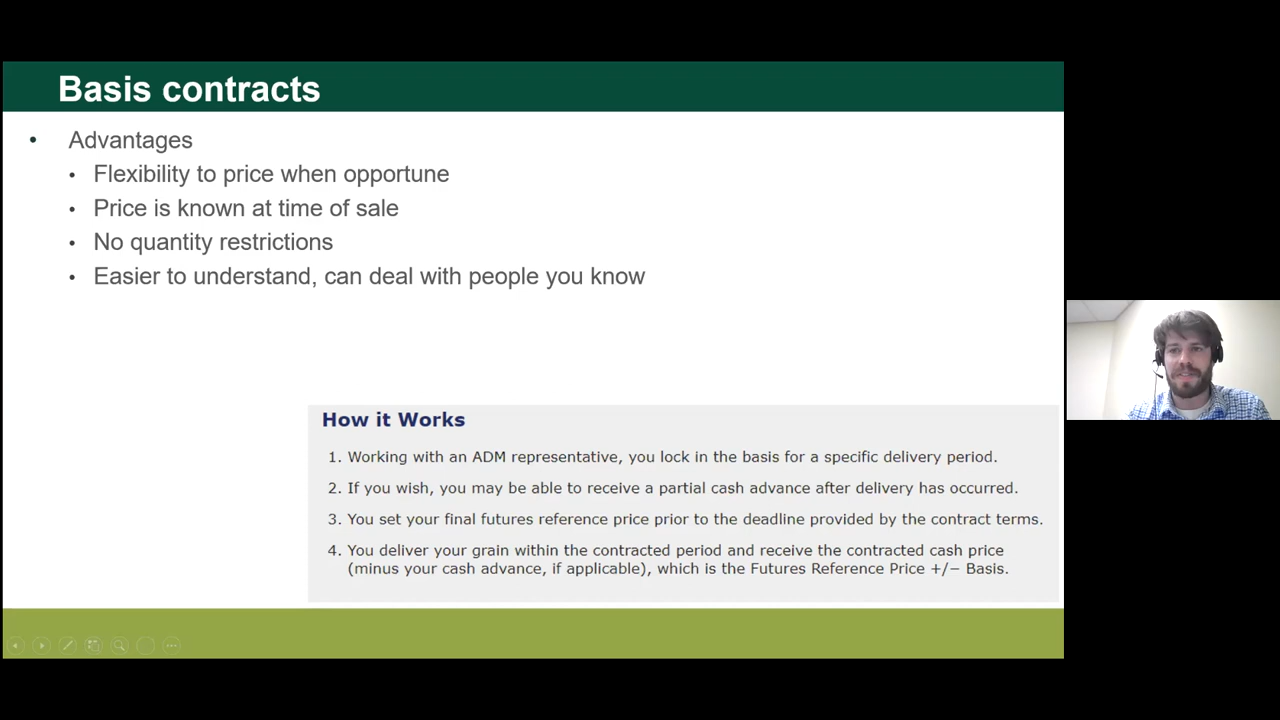 Basis contracts
• Advantages
• Flexibility to price when opportune
• Price is known at time of sale
• No quantity restrictions
• Easier to understand, can deal with people you know
How it Works
1. Working with an ADM representative, you lock in the basis for a specific delivery period.
2. If you wish, you may be able to receive a partial cash advance after delivery has occurred.
3. You set your final futures reference price prior to the deadline provided by the contract terms.
4. You deliver your grain within the contracted period and receive the contracted cash price
(minus your cash advance, if applicable), which is the Futures Reference Price +/− Basis.